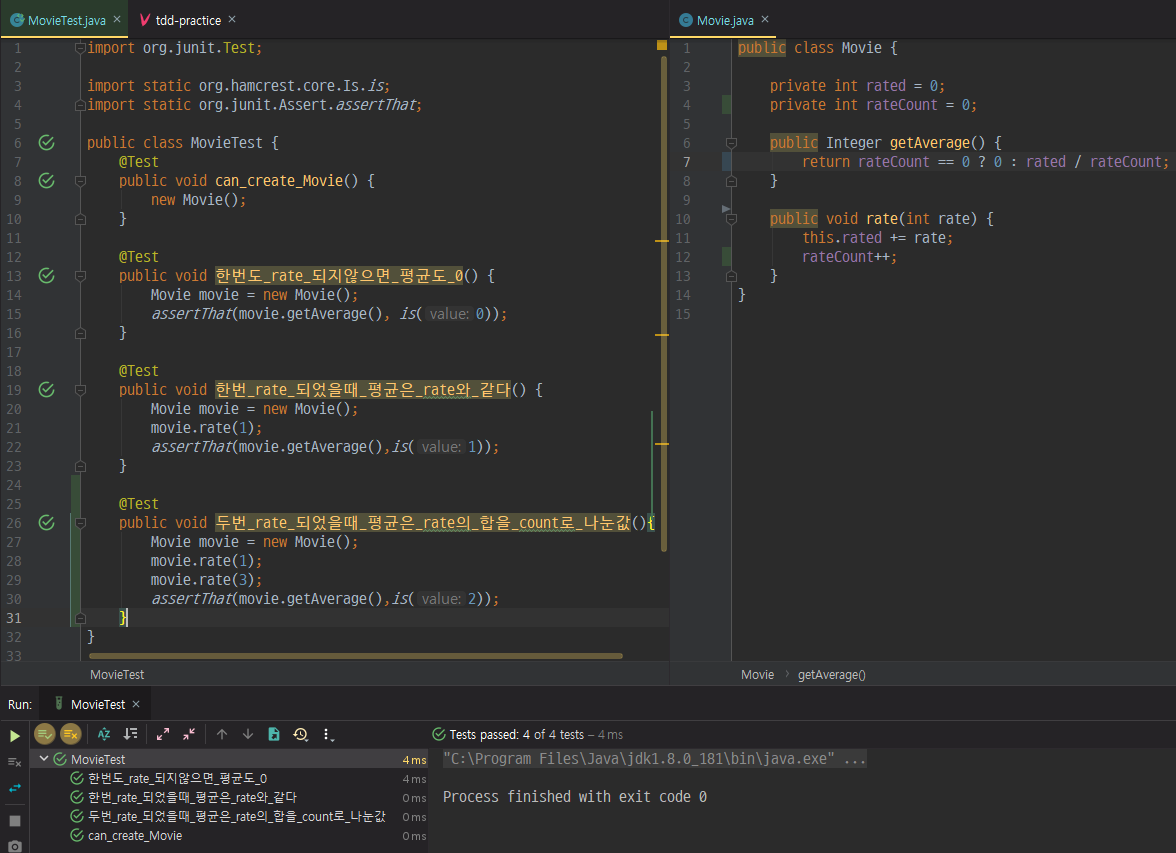 MovieTest.java ×
tdd-practice ×
1 import org.junit.Test;
2
3 import static org.hamcrest.core.Is.is;
4 import static org.junit.Assert.assertThat;
5
6 public class MovieTest {
7 @Test
8 public void can_create_Movie() {
9 new Movie();
10 }
11
12 @Test
13 public void 한번도_rate_되지않으면_평균도_0() {
14 Movie movie = new Movie();
15 assertThat(movie.getAverage(), is( value: 0));
16 }
17
18 @Test
19 public void 한번_rate_되었을때_평균은_rate와_같다() {
20 Movie movie = new Movie();
21 movie.rate(1);
22 assertThat(movie.getAverage(),is( value: 1));
23 }
24
25 @Test
26 public void 두번_rate_되었을때_평균은_rate의_합을_count로_나눈값(){
27 Movie movie = new Movie();
28 movie.rate(1);
29 movie.rate(3);
30 assertThat(movie.getAverage(),is( value: 2));
31 }
32 }
33
MovieTest
Movie.java ×
1 public class Movie {
2
3 private int rated = 0;
4 private int rateCount = 0;
5
6 public Integer getAverage() {
7 return rateCount == 0 ? 0 : rated / rateCount;
8 }
9
10 public void rate(int rate) {
11 this.rated += rate;
12 rateCount++;
13 }
14 }
15
Movie › getAverage()
Run: MovieTest ×
Tests passed: 4 of 4 tests – 4 ms
MovieTest 4 ms
한번도_rate_되지않으면_평균도_0 4 ms
한번_rate_되었을때_평균은_rate와_같다 0 ms
두번_rate_되었을때_평균은_rate의_합을_count로_나눈값 0 ms
can_create_Movie 0 ms
"C:\Program Files\Java\jdk1.8.0_181\bin\java.exe" ...
Process finished with exit code 0